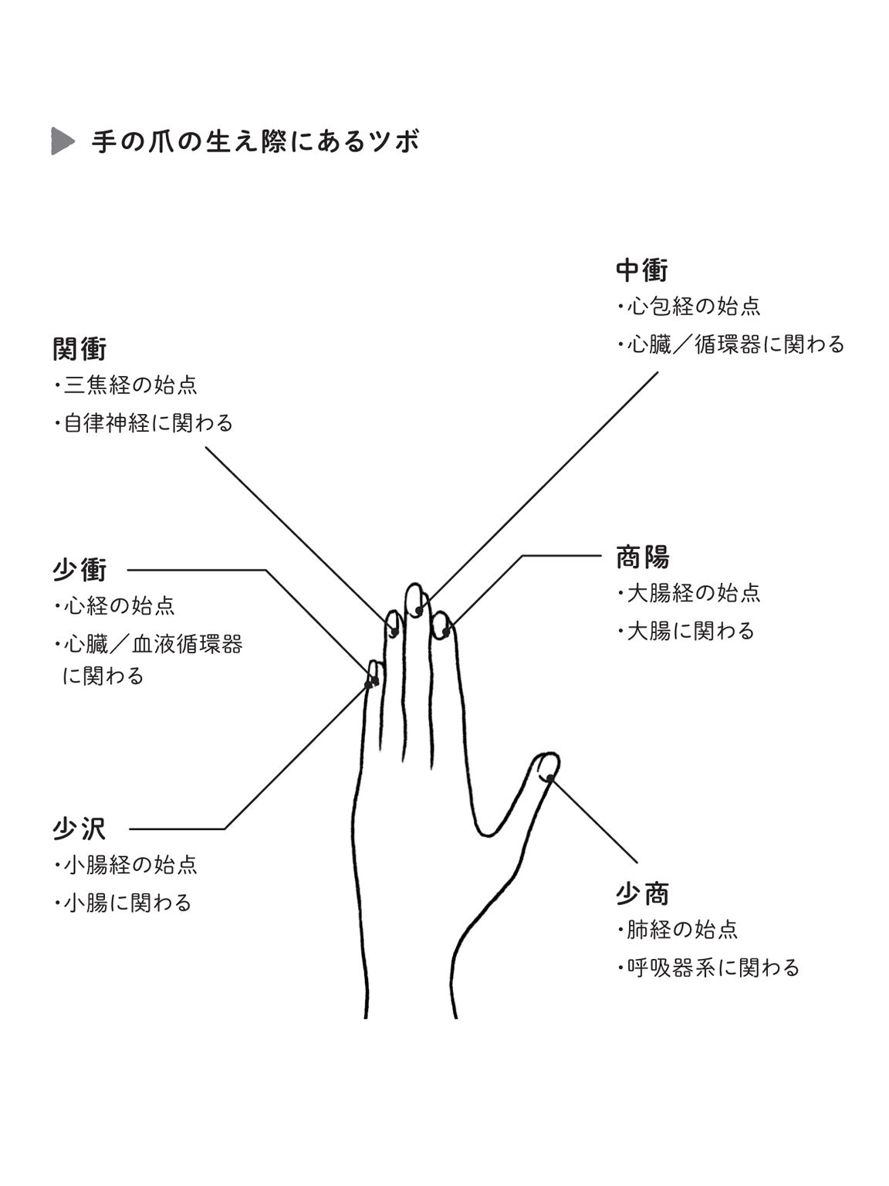 手の爪の生え際にあるツボ
中衝
・心包経の始点
・心臓／循環器に関わる
関衝
・三焦経の始点
・自律神経に関わる
少衝
・心経の始点
・心臓／血液循環器
に関わる
商陽
・大腸経の始点
・大腸に関わる
少沢
・小腸経の始点
・小腸に関わる
少商
・肺経の始点
・呼吸器系に関わる